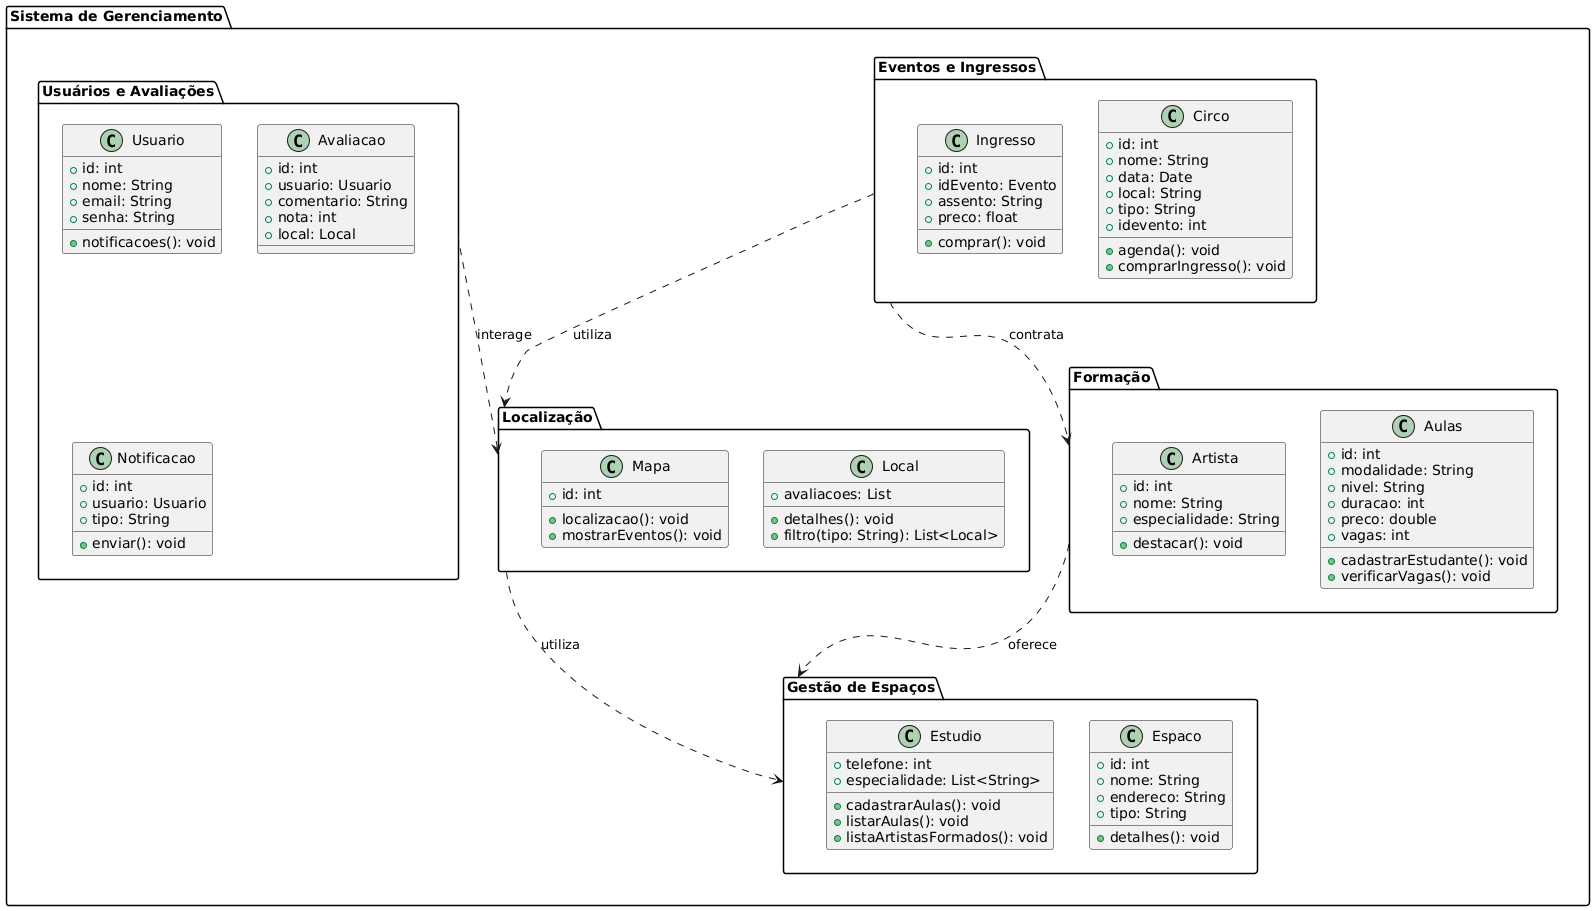 Sistema de Gerenciamento
Usuários e Avaliações
C Usuario
id: int
nome: String
email: String
senha: String
notificacoes(): void
C Avaliacao
id: int
usuario: Usuario
comentario: String
nota: int
local: Local
C Notificacao
id: int
usuario: Usuario
tipo: String
enviar(): void
Eventos e Ingressos
C Ingresso
id: int
idEvento: Evento
assento: String
preco: float
comprar(): void
C Circo
id: int
nome: String
data: Date
local: String
tipo: String
idevento: int
agenda(): void
comprarIngresso(): void
interage
utiliza
contrata
Localização
C Mapa
id: int
localizacao(): void
mostrarEventos(): void
C Local
avaliacoes: List
detalhes(): void
filtro(tipo: String): List<Local>
Formação
C Artista
id: int
nome: String
especialidade: String
destacar(): void
C Aulas
id: int
modalidade: String
nivel: String
duracao: int
preco: double
vagas: int
cadastrarEstudante(): void
verificarVagas(): void
utiliza
oferece
Gestão de Espaços
C Estudio
telefone: int
especialidade: List<String>
cadastrarAulas(): void
listarAulas(): void
listaArtistasFormados(): void
C Espaco
id: int
nome: String
endereco: String
tipo: String
detalhes(): void